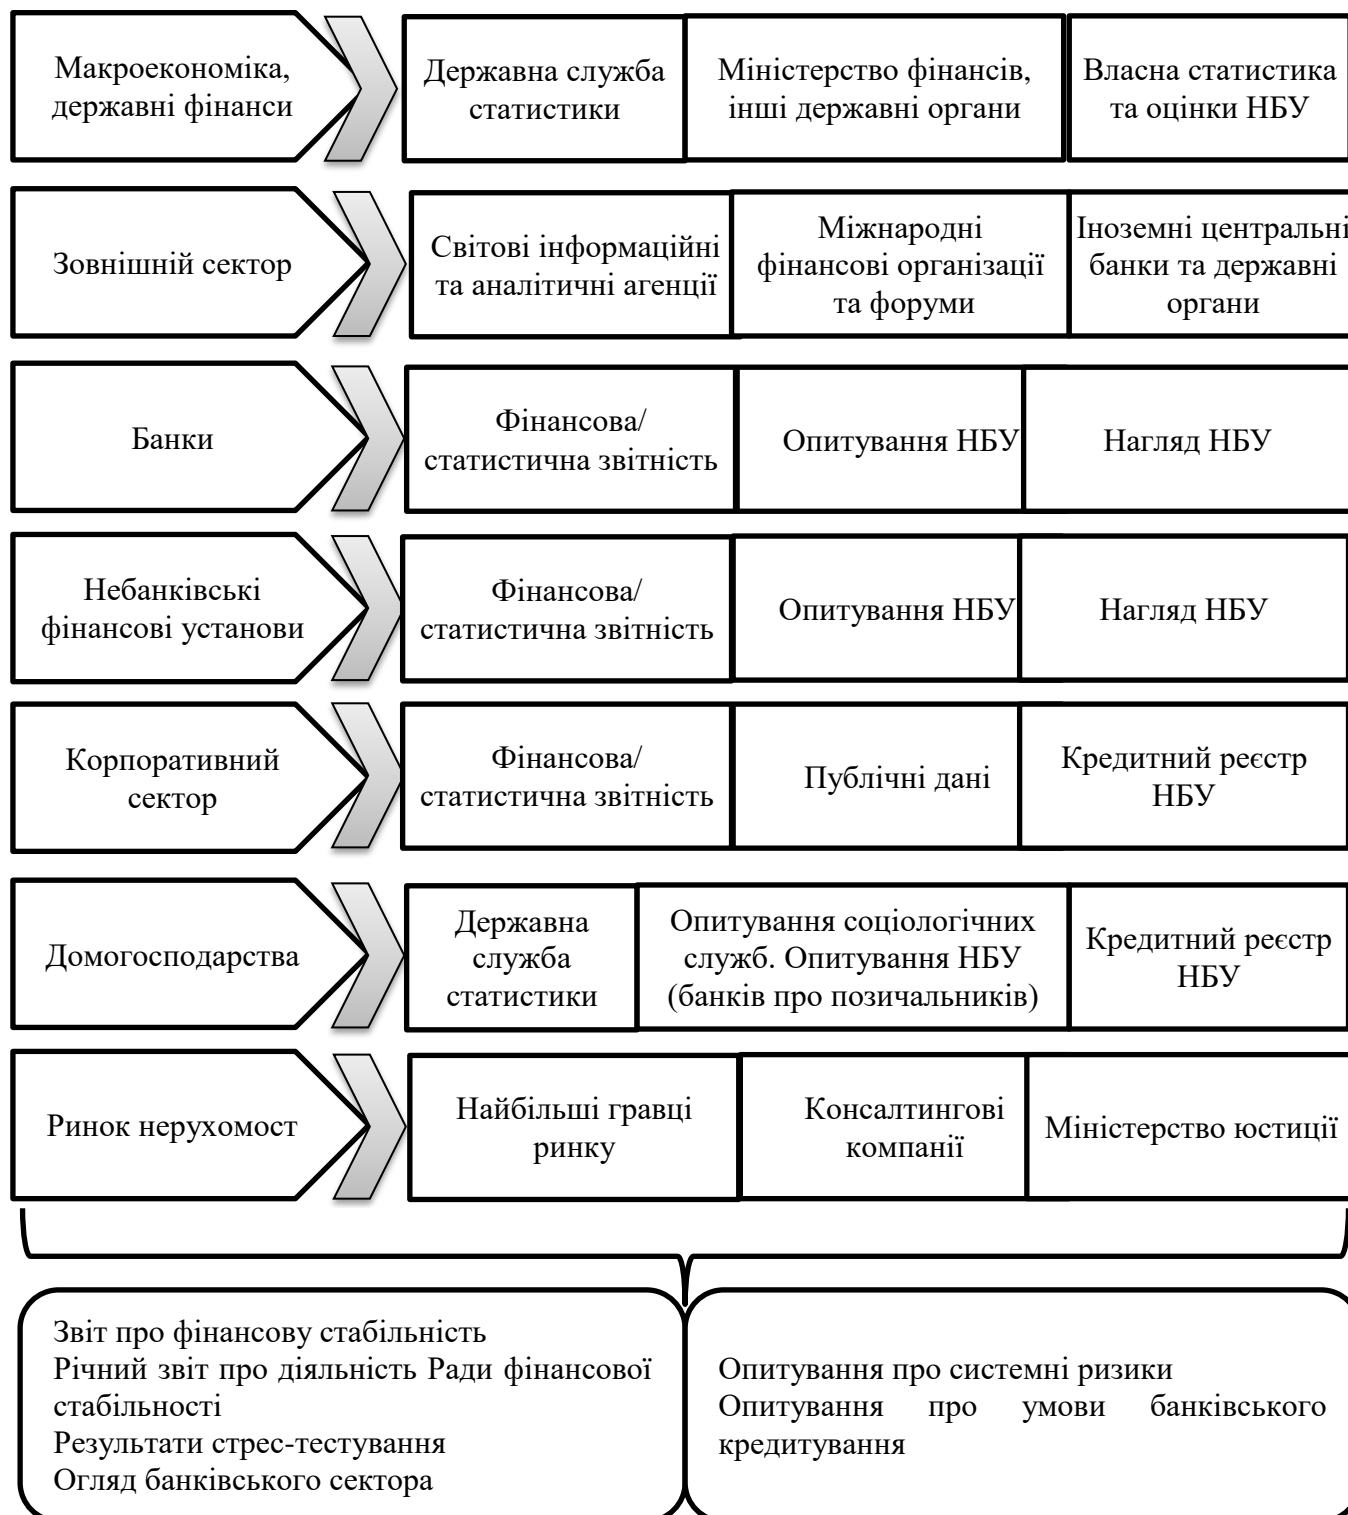 Макроекономіка,
державні фінанси
Державна служба
статистики
Міністерство фінансів,
інші державні органи
Власна статистика
та оцінки НБУ
Зовнішній сектор
Світові інформаційні
та аналітичні агенції
Міжнародні
фінансові організації
та форуми
Іноземні центральні
банки та державні
органи
Банки
Фінансова/
статистична звітність
Опитування НБУ
Нагляд НБУ
Небанківські
фінансові установи
Фінансова/
статистична звітність
Опитування НБУ
Нагляд НБУ
Корпоративний
сектор
Фінансова/
статистична звітність
Публічні дані
Кредитний реєстр
НБУ
Домогосподарства
Державна
служба
статистики
Опитування соціологічних
служб. Опитування НБУ
(банків про позичальників)
Кредитний реєстр
НБУ
Ринок нерухомост
Найбільші гравці
ринку
Консалтингові
компанії
Міністерство юстиції
Звіт про фінансову стабільність
Річний звіт про діяльність Ради фінансової
стабільності
Результати стрес-тестування
Огляд банківського сектора
Опитування про системні ризики
Опитування про умови банківського
кредитування